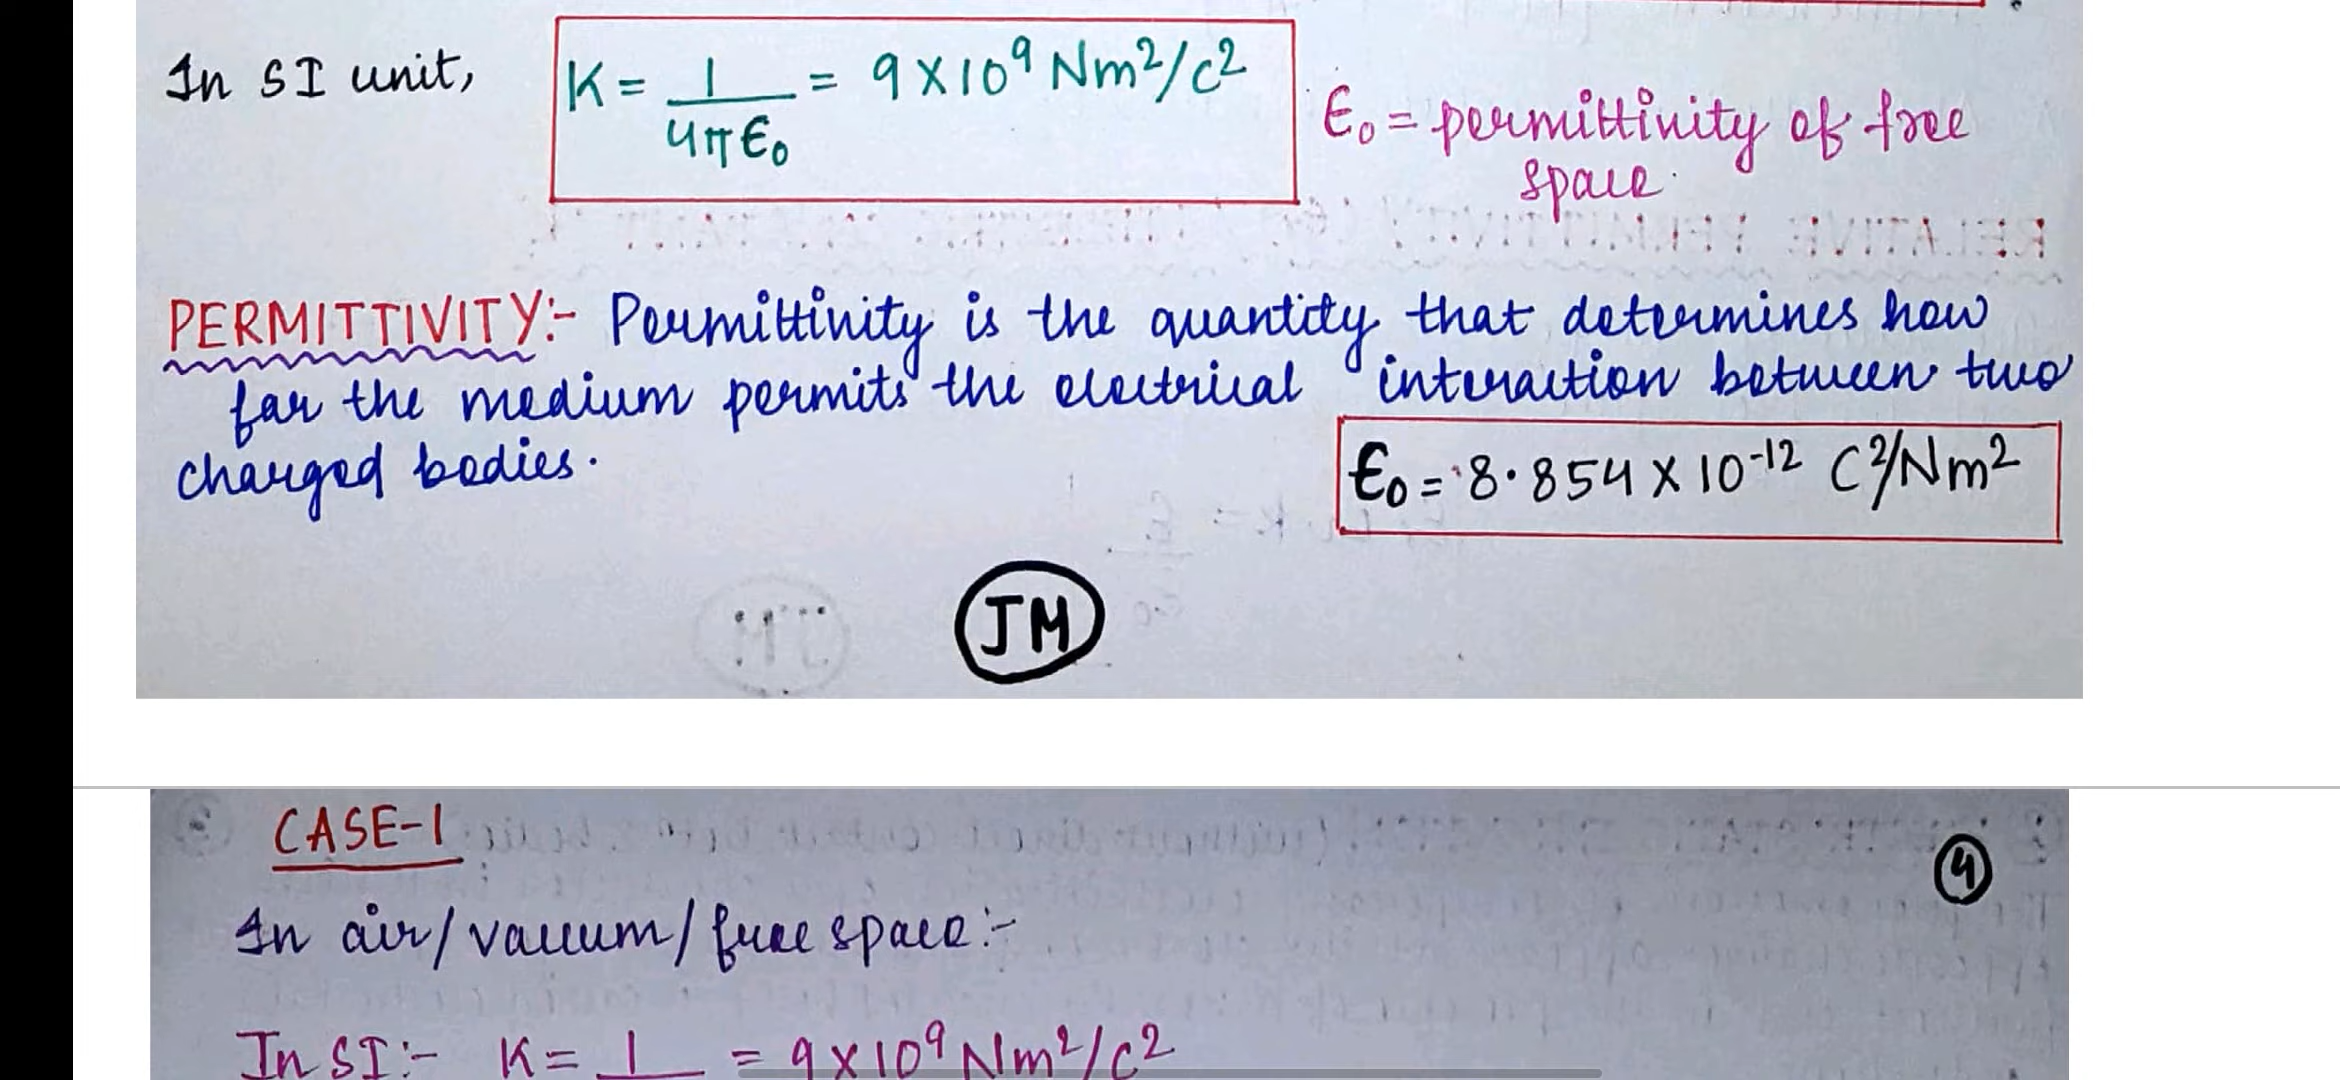 In SI unit,
K = 1/4πε₀ = 9×10⁹ Nm²/C²
ε₀ = permittivity of free
space.
PERMITTIVITY:- Permittivity is the quantity that determines how
far the medium permits the electrical interaction between two
charged bodies.
ε₀ = 8.854 × 10⁻¹² C²/Nm²
JM
CASE-1
4
In air/vacuum/free space:-
In SI:- K = 1 = 9×10⁹ Nm²/C²